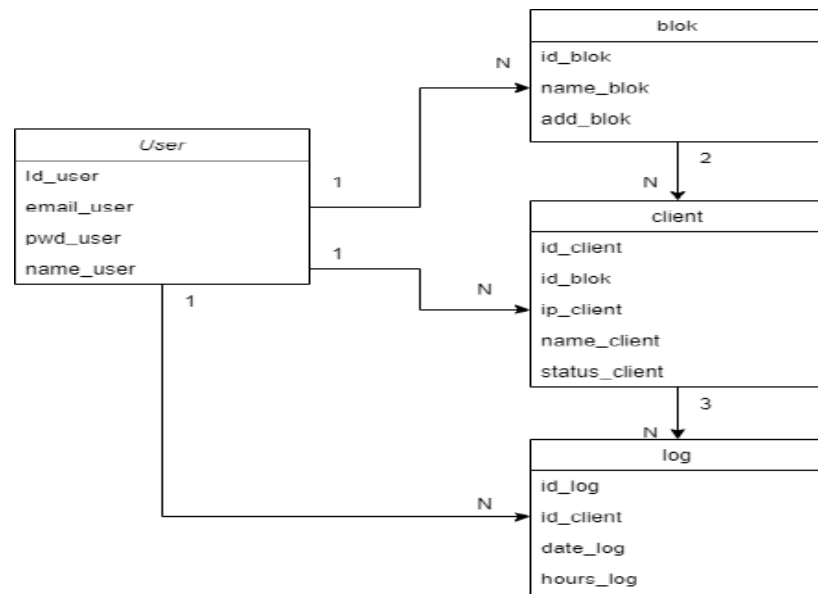 blok
id_blok
name_blok
add_blok
N
User
Id_user
email_user
pwd_user
name_user
1
1
1
2
N
client
id_client
id_blok
ip_client
name_client
status_client
N
3
N
log
id_log
id_client
date_log
hours_log
N